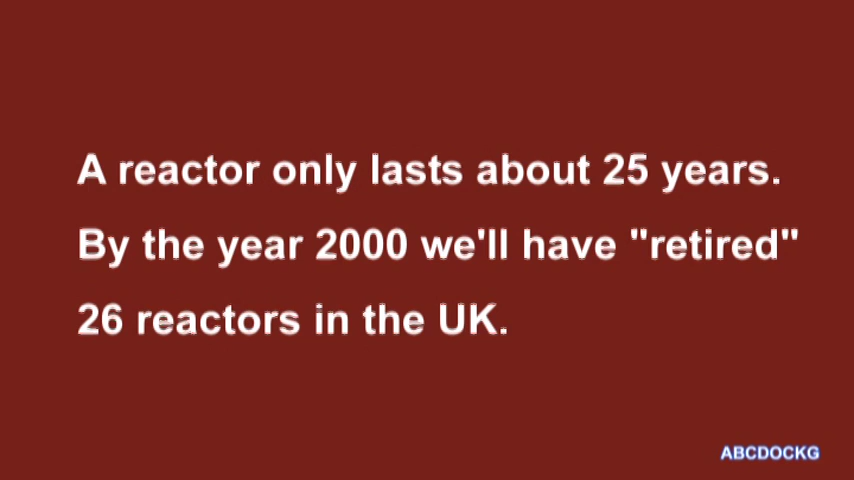 A reactor only lasts about 25 years.
By the year 2000 we'll have "retired"
26 reactors in the UK.
ABCDOCKG